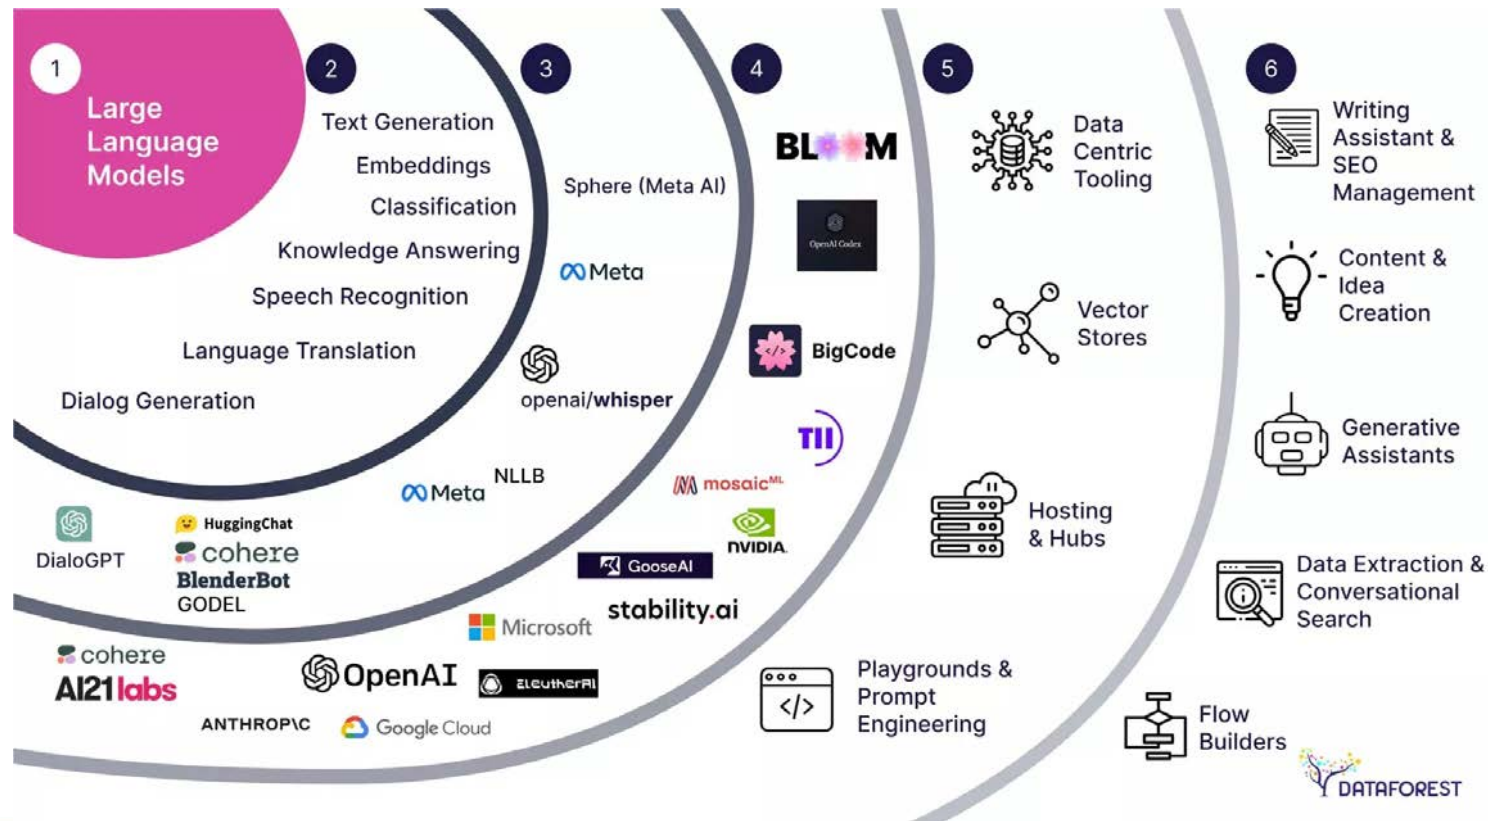 1
Large
Language
Models
2
Text Generation
Embeddings
Classification
Knowledge Answering
Speech Recognition
Language Translation
Dialog Generation
3
Sphere (Meta AI)
Meta
openai/whisper
Meta NLLB
DialoGPT
HuggingChat
cohere
BlenderBot
GODEL
4
BLOOM
OpenAI Codex
</>
BigCode
TII
mosaicML
NVIDIA.
GooseAI
stability.ai
Microsoft
cohere
AI21labs
OpenAI
EleutherAI
ANTHROP\C
Google Cloud
5
Data
Centric
Tooling
Vector
Stores
Hosting
& Hubs
</>
Playgrounds &
Prompt
Engineering
6
Writing
Assistant &
SEO
Management
Content &
Idea
Creation
Generative
Assistants
Data Extraction &
Conversational
Search
Flow
Builders
DATAFOREST